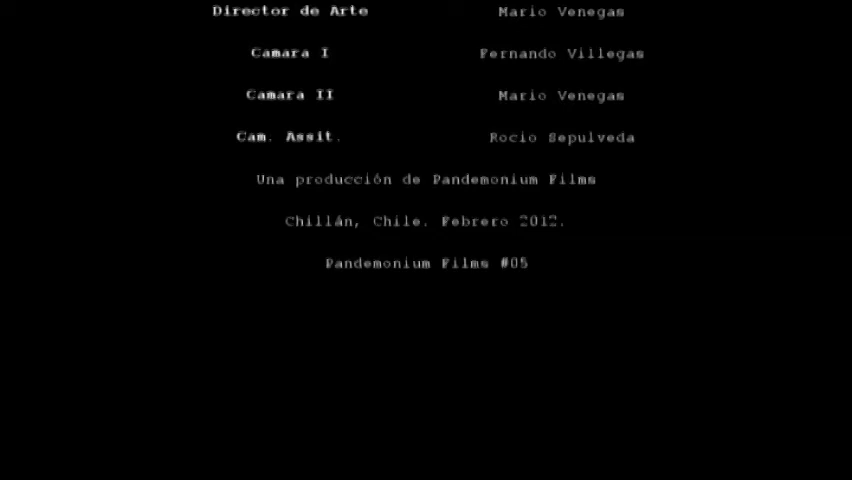 Director de Arte Mario Venegas
Camara I Fernando Villegas
Camara II Mario Venegas
Cam. Assit. Rocio Sepulveda
Una producción de Pandemonium Films
Chillán, Chile. Febrero 2012.
Pandemonium Films #05